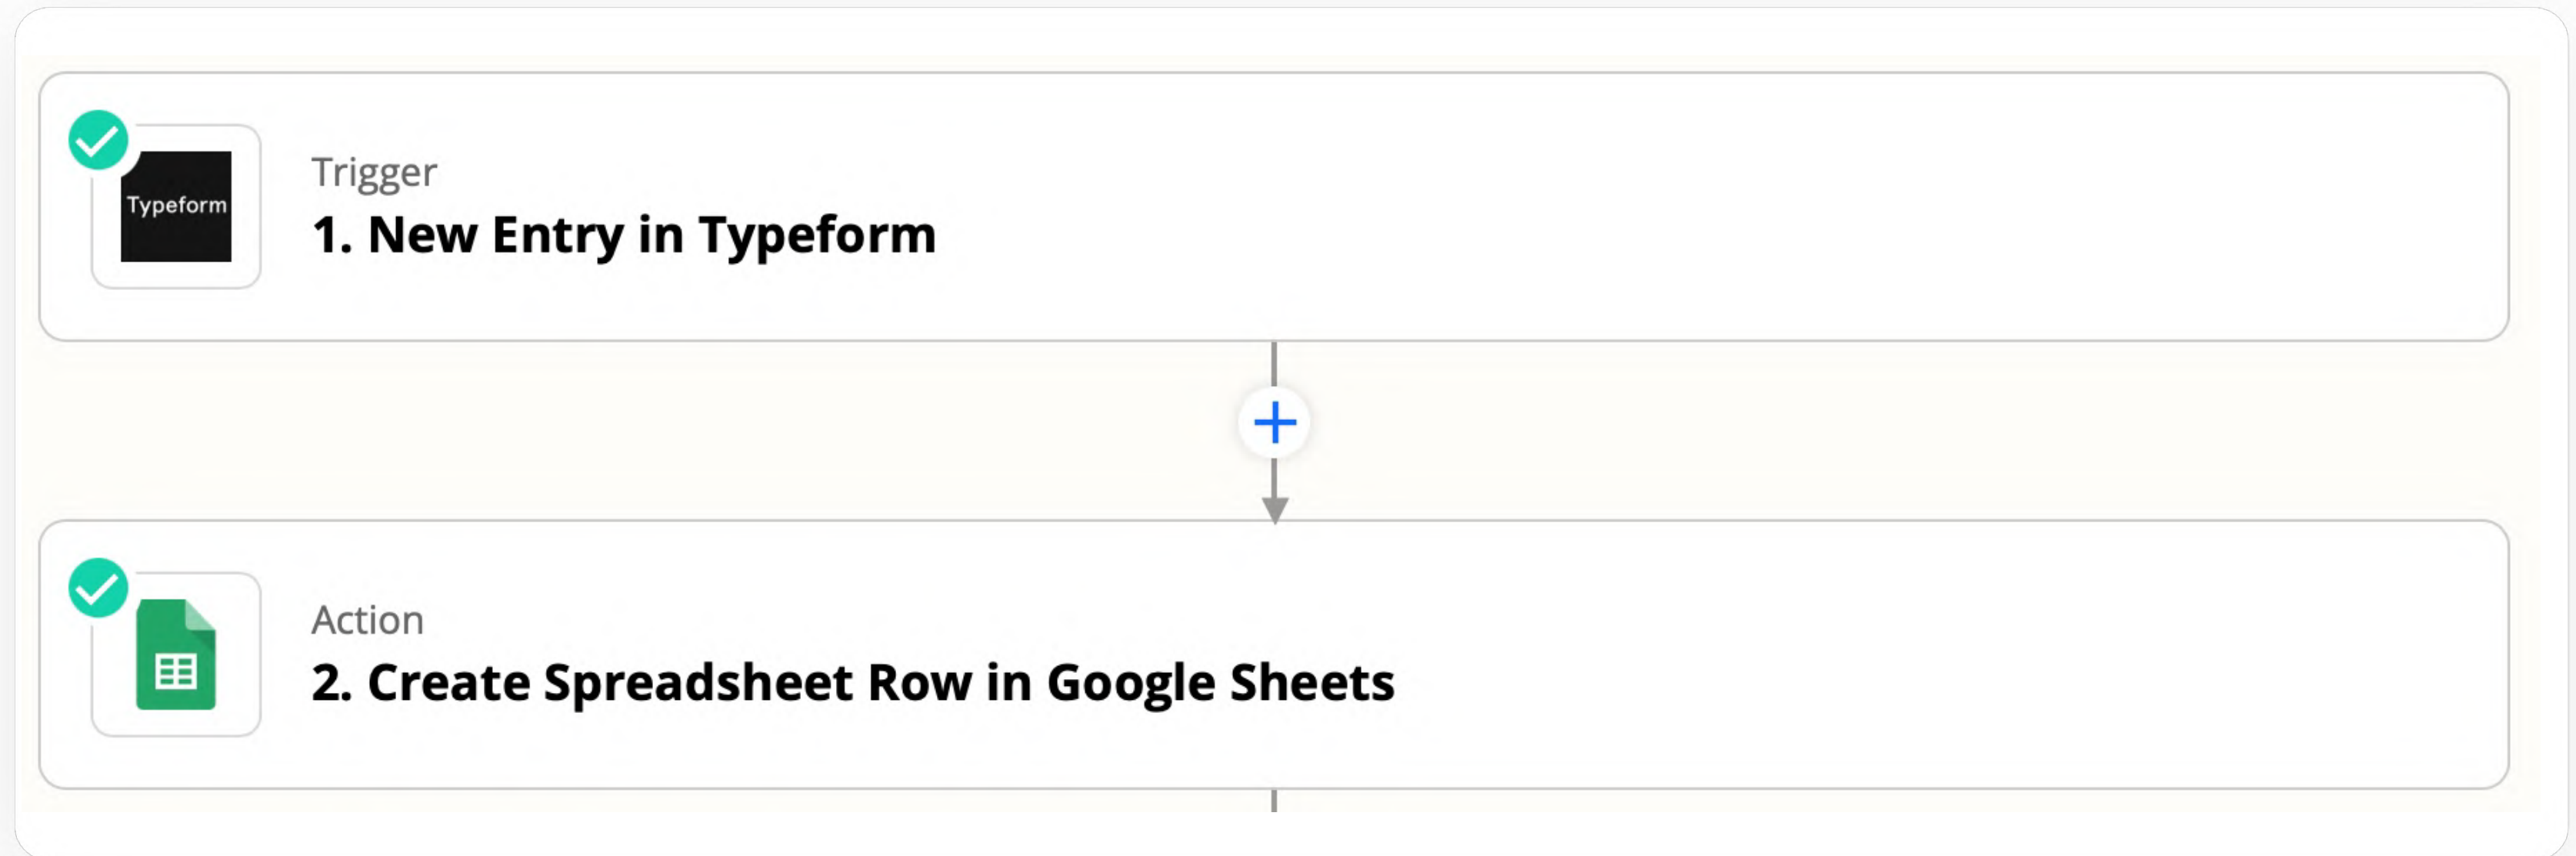 Typeform
Trigger
1. New Entry in Typeform
Action
2. Create Spreadsheet Row in Google Sheets